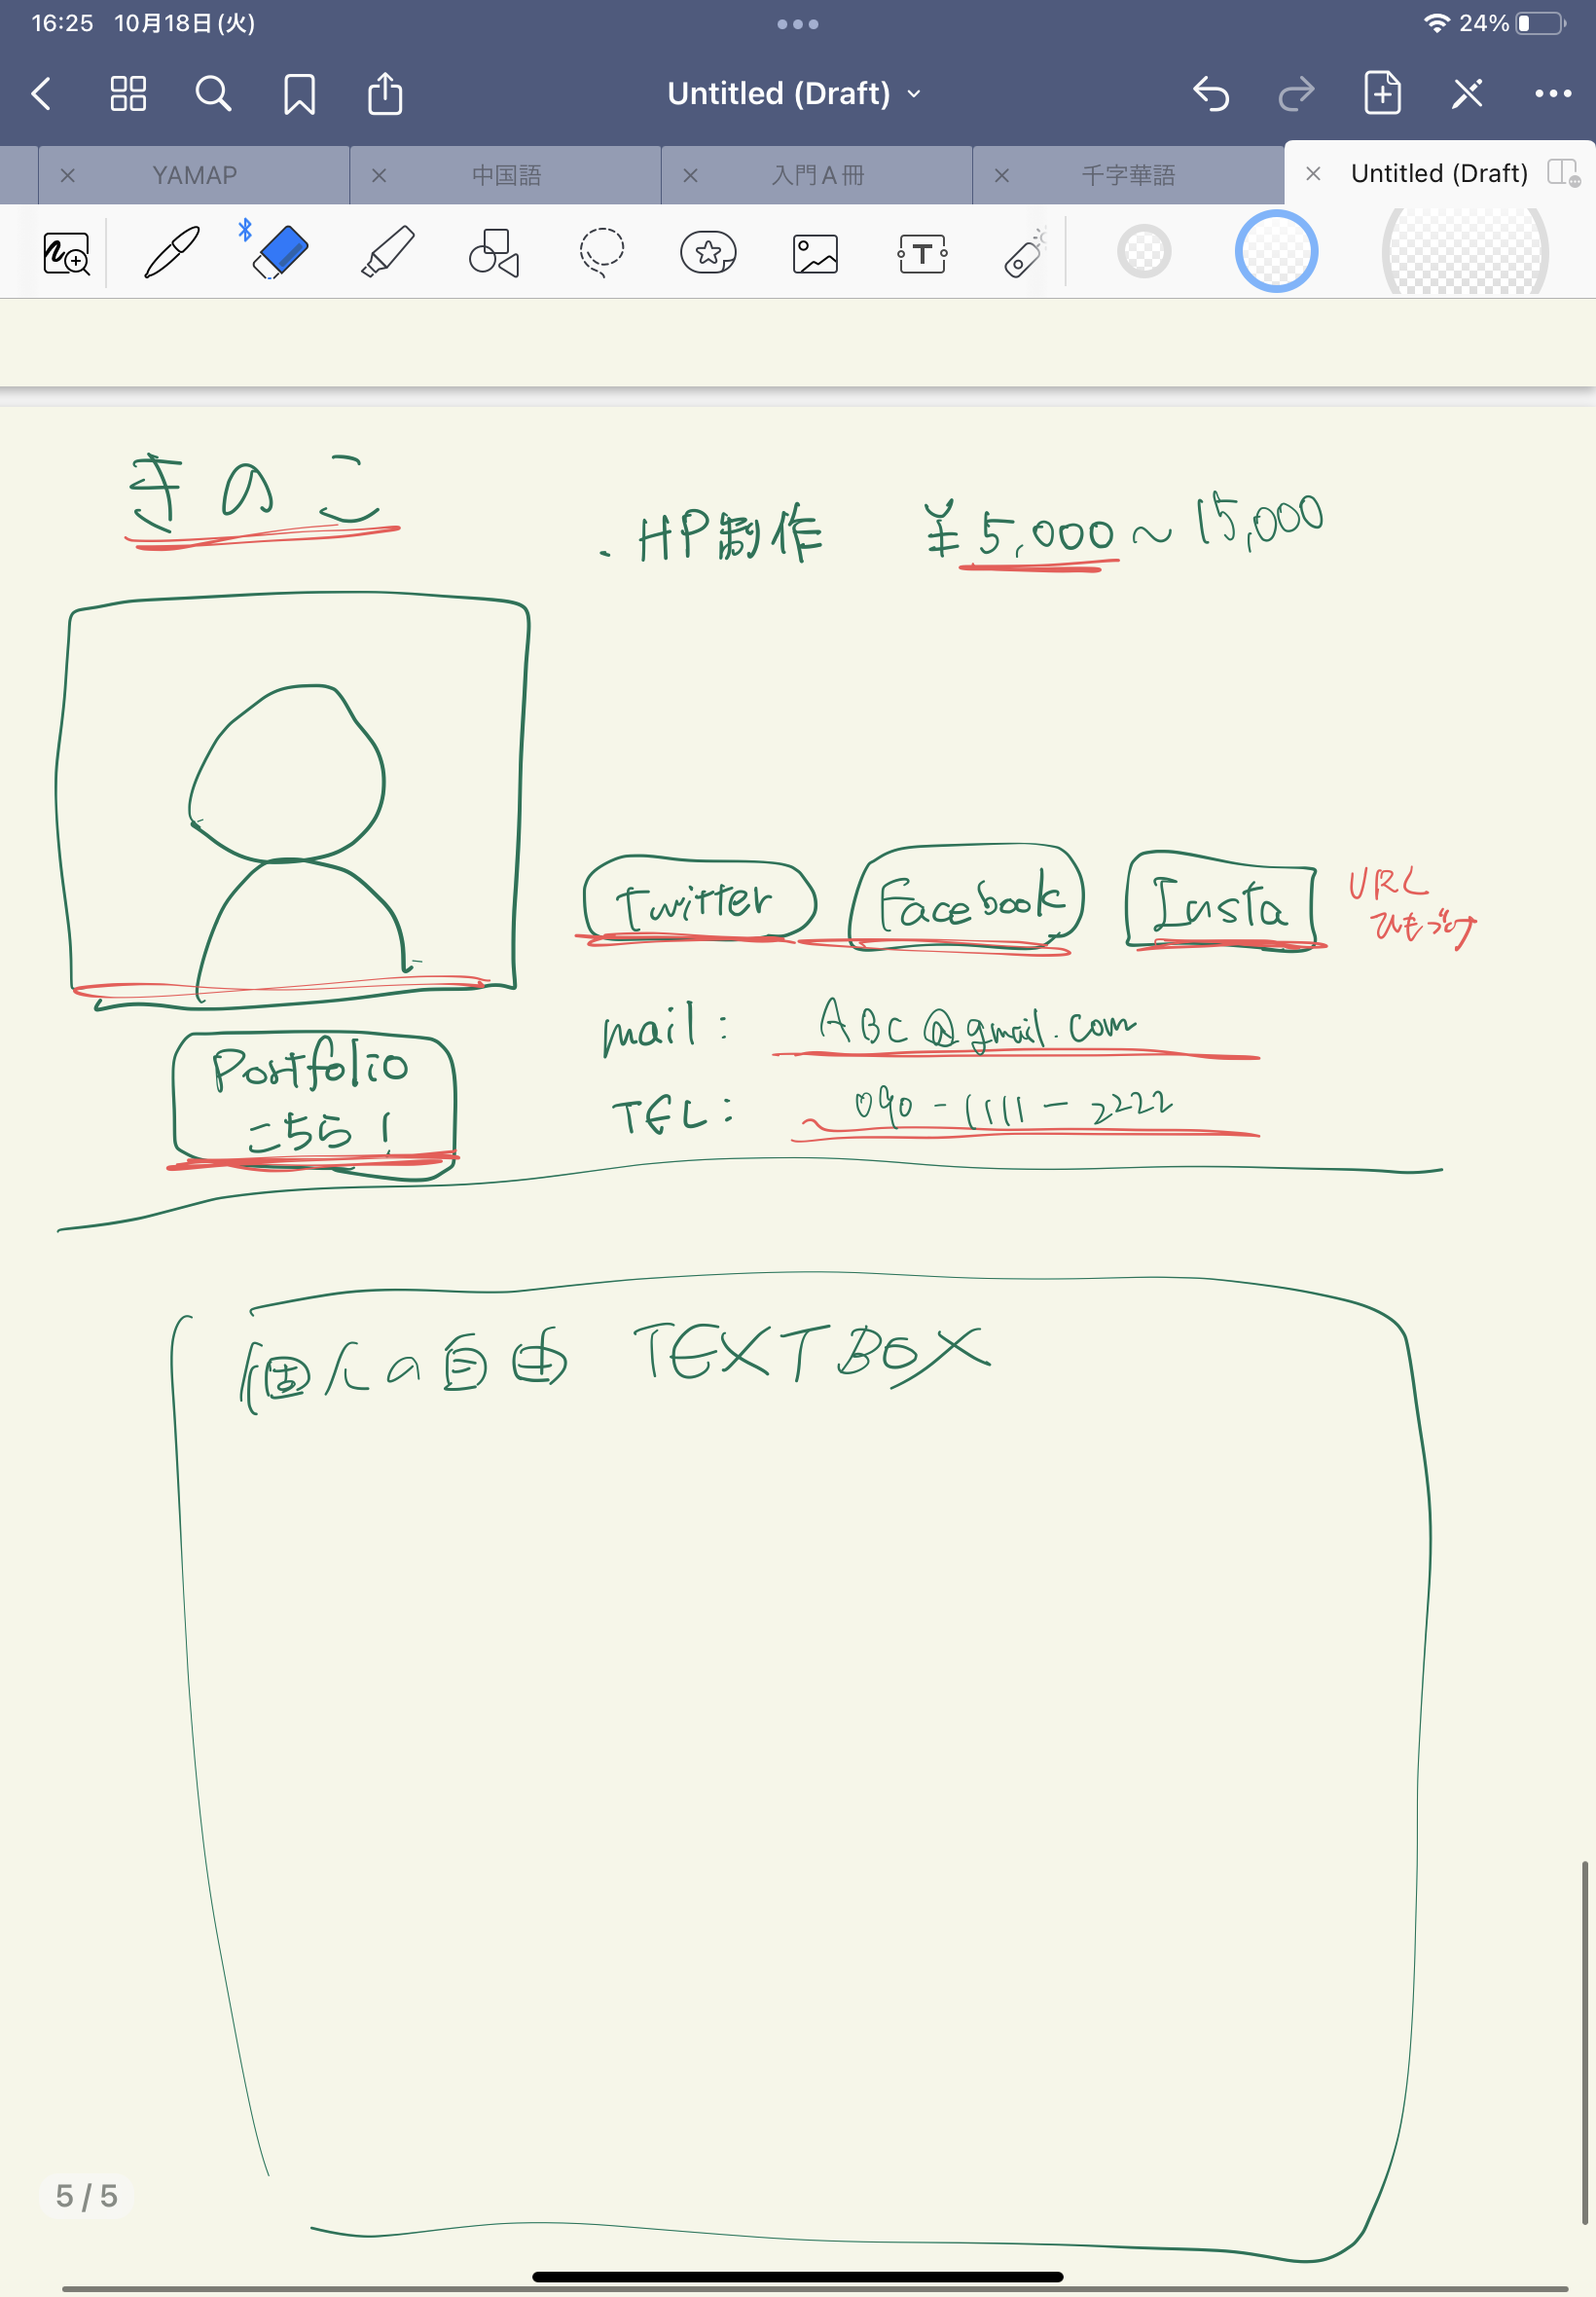 16:25 10月18日(火)
24%
Untitled (Draft)
YAMAP
中国語
入門A冊
千字華語
Untitled (Draft)
きのこ
・HP制作 ¥5,000〜15,000
Twitter
Facebook
Insta
URL
ひもづけ
mail: ABC@gmail.com
TEL: 090-1111-2222
Portfolio
こちら!
個人の自由 TEXTBOX
5/5